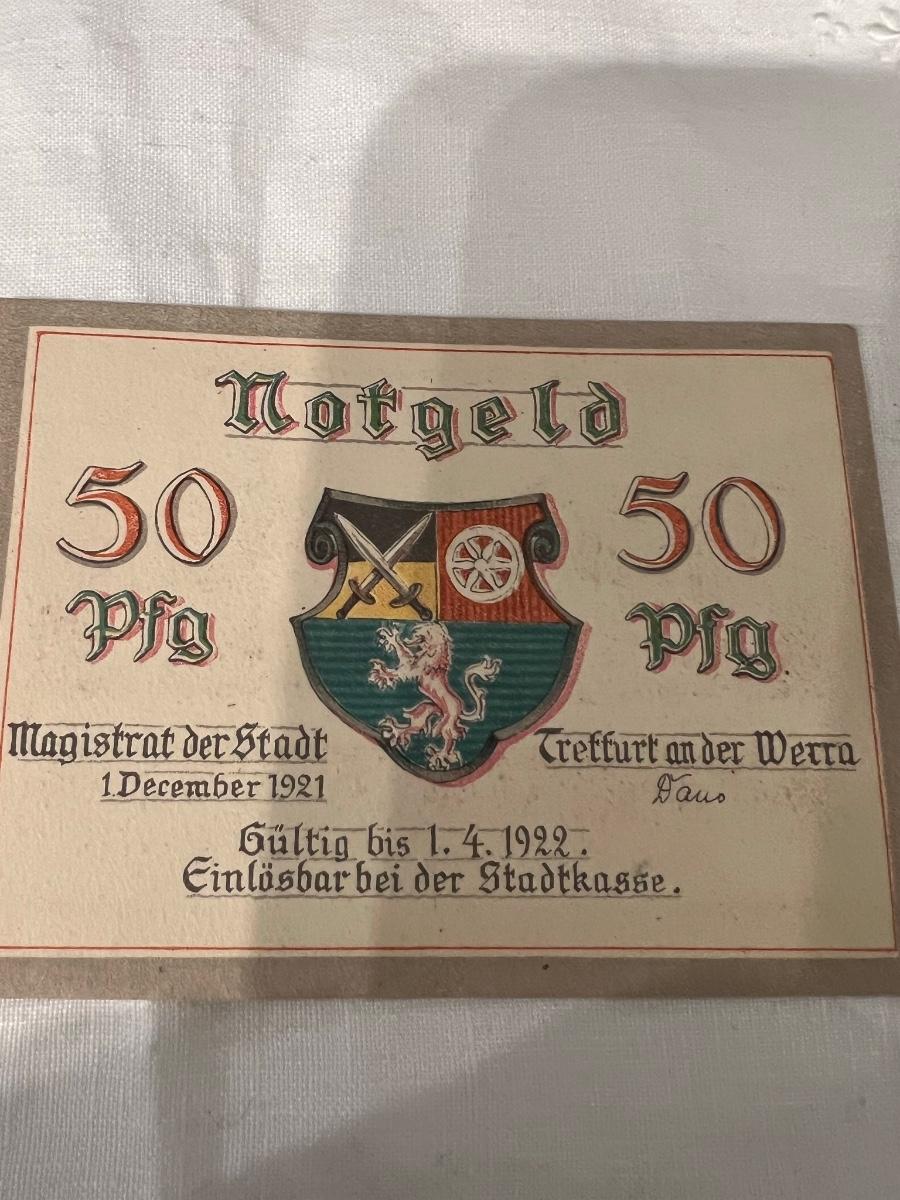 Notgeld
50 Pfg
50 Pfg
Magistrat der Stadt
1.December 1921
Treffurt an der Werra
Gültig bis 1. 4. 1922.
Einlösbar bei der Stadtkasse.